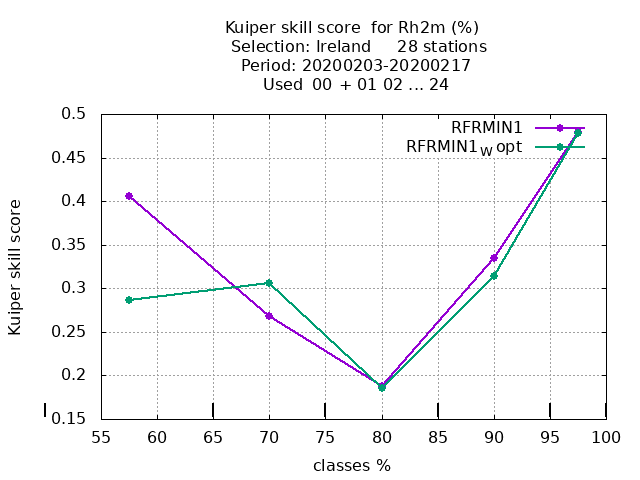 Kuiper skill score for Rh2m (%)
Selection: Ireland 28 stations
Period: 20200203-20200217
Used 00 + 01 02 ... 24
RFRMIN1
RFRMIN1W opt
0.5
0.45
0.4
0.35
0.3
0.25
0.2
0.15
Kuiper skill score
55 60 65 70 75 80 85 90 95 100
classes %